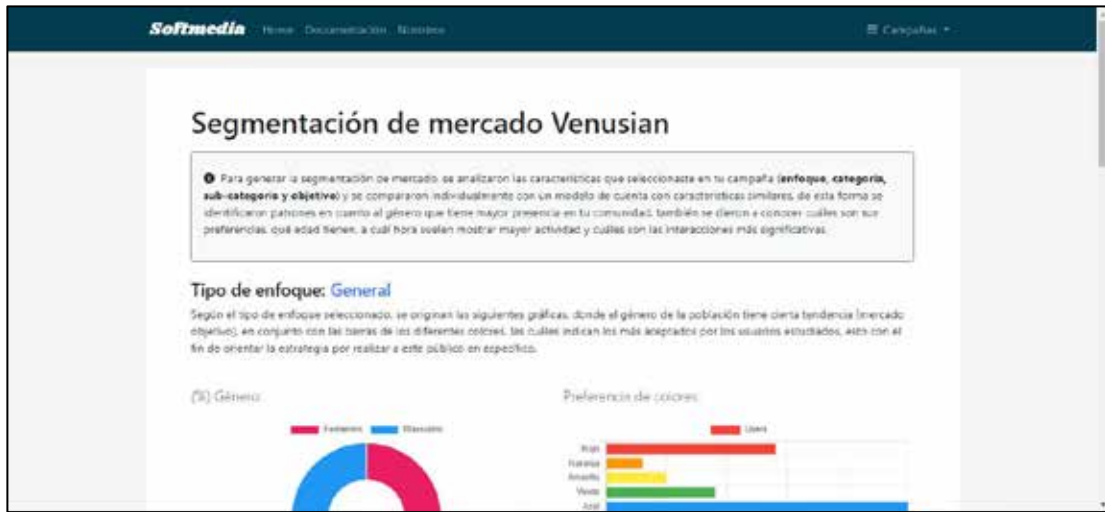 Softmedia Home Documentación Nosotros Campañas
Segmentación de mercado Venusian
Para generar la segmentación de mercado, se analizaron las características que seleccionaste en tu campaña (enfoque, categoría,
sub-categoría y objetivo) y se compararon individualmente con un modelo de cuenta con características similares, de esta forma se
identificaron patrones en cuanto al género que tiene mayor presencia en tu comunidad, también se dieron a conocer cuáles son sus
preferencias, qué edad tienen, a cuál hora suelen mostrar mayor actividad y cuáles son las interacciones más significativas.
Tipo de enfoque: General
Según el tipo de enfoque seleccionado, se originan las siguientes gráficas, donde el género de la población tiene cierta tendencia (mercado
objetivo), en conjunto con las barras de los diferentes colores, las cuáles indican los más aceptados por los usuarios estudiados, esto con el
fin de orientar la estrategia por realizar a este público en específico.
(%) Género
Preferencia de colores
Femenino Masculino
Users
Rojo
Naranja
Amarillo
Verde
Azul